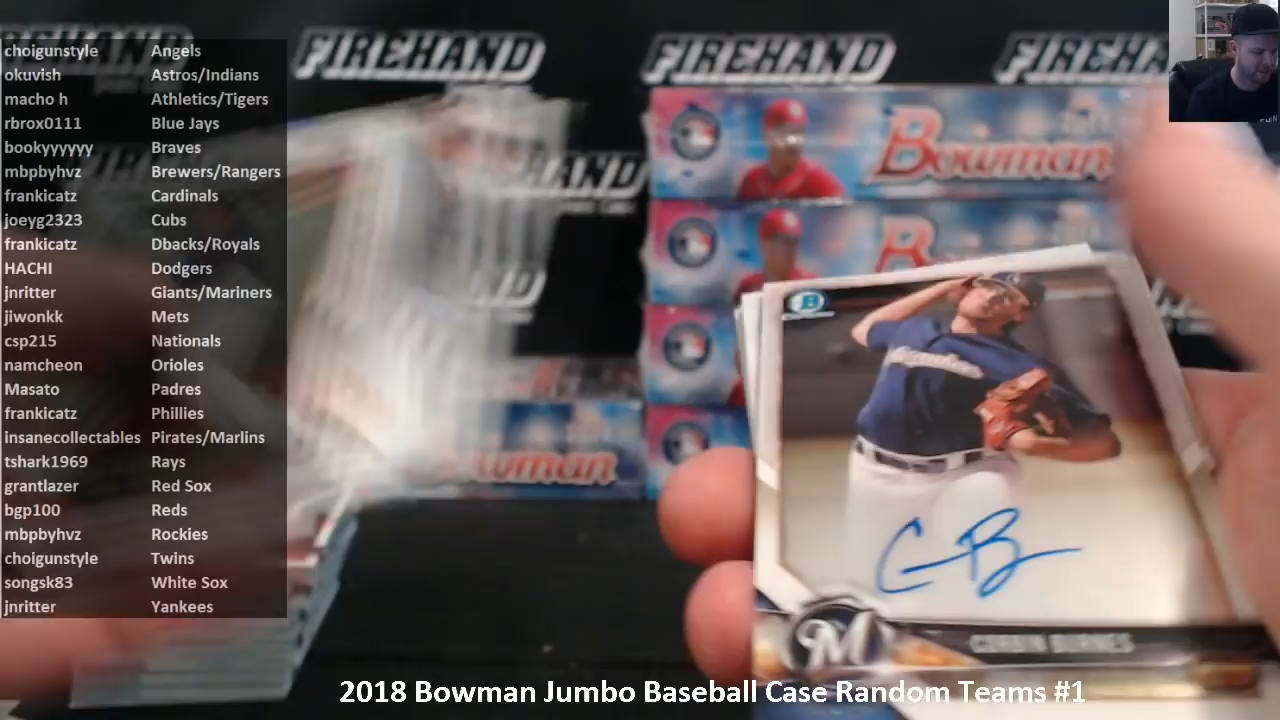 choigunstyle Angels
okuvish Astros/Indians
macho h Athletics/Tigers
rbrox0111 Blue Jays
bookyyyyyy Braves
mbpbyhvz Brewers/Rangers
frankicatz Cardinals
joeyg2323 Cubs
frankicatz Dbacks/Royals
HACHI Dodgers
jnritter Giants/Mariners
jiwonkk Mets
csp215 Nationals
namcheon Orioles
Masato Padres
frankicatz Phillies
insanecollectables Pirates/Marlins
tshark1969 Rays
grantlazer Red Sox
bgp100 Reds
mbpbyhvz Rockies
choigunstyle Twins
songsk83 White Sox
jnritter Yankees
FIREHAND
FIREHAND
FIREH
HAND
Bowman
B
owman
B
M
CORBIN BURNES
2018 Bowman Jumbo Baseball Case Random Teams #1